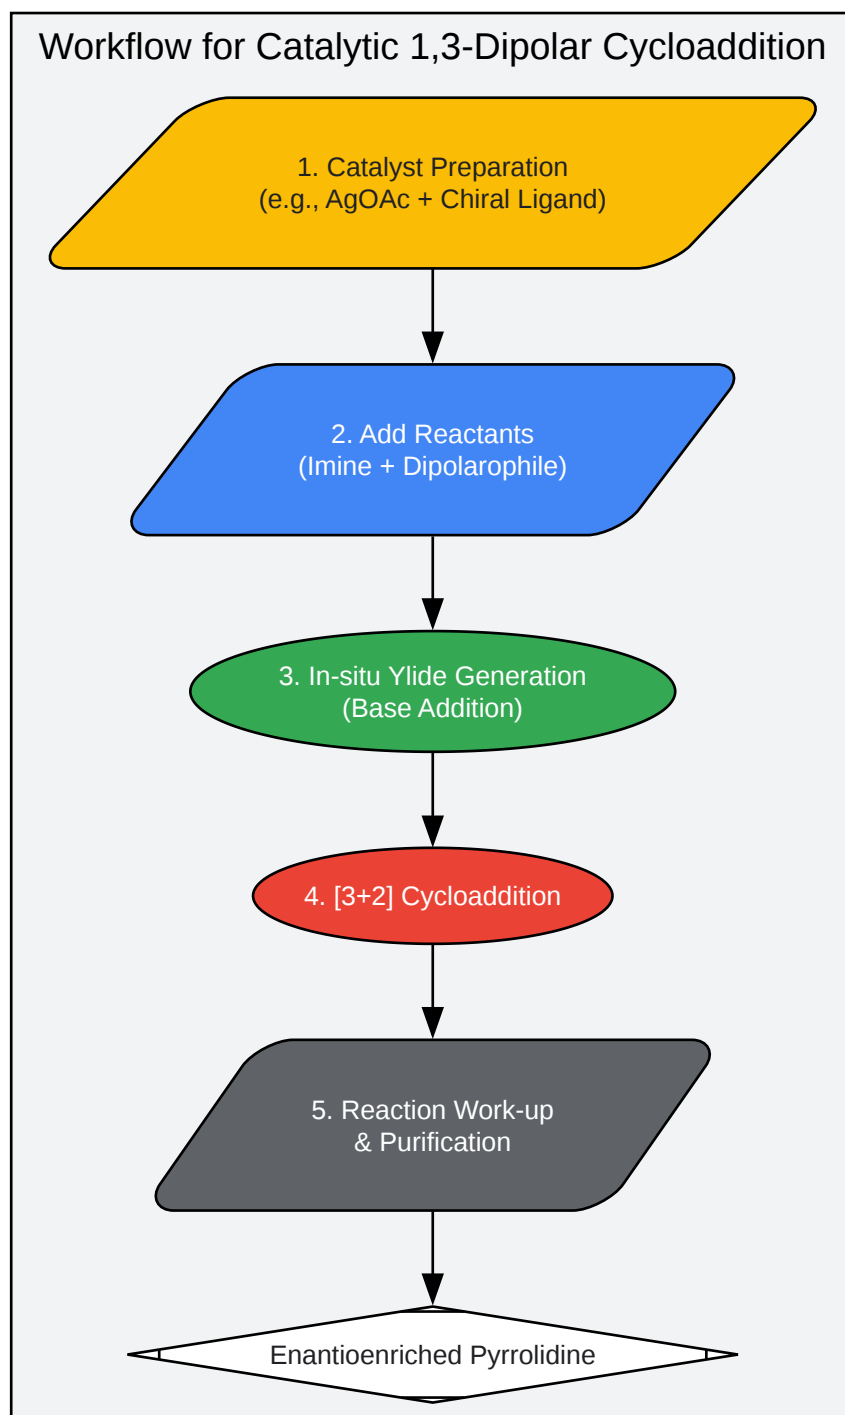 Workflow for Catalytic 1,3-Dipolar Cycloaddition
1. Catalyst Preparation
(e.g., AgOAc + Chiral Ligand)
2. Add Reactants
(Imine + Dipolarophile)
3. In-situ Ylide Generation
(Base Addition)
4. [3+2] Cycloaddition
5. Reaction Work-up
& Purification
Enantioenriched Pyrrolidine